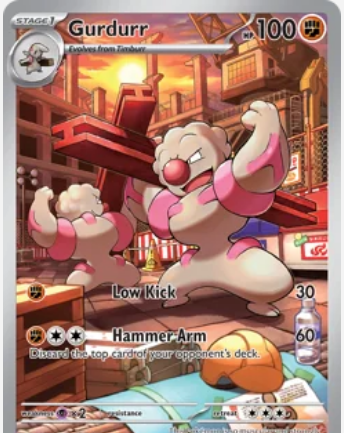 STAGE 1
Gurdurr
HP 100
Evolves from Timburr
Low Kick 30
Hammer Arm 60
Discard the top card of your opponent's deck.
weakness ×2 resistance retreat